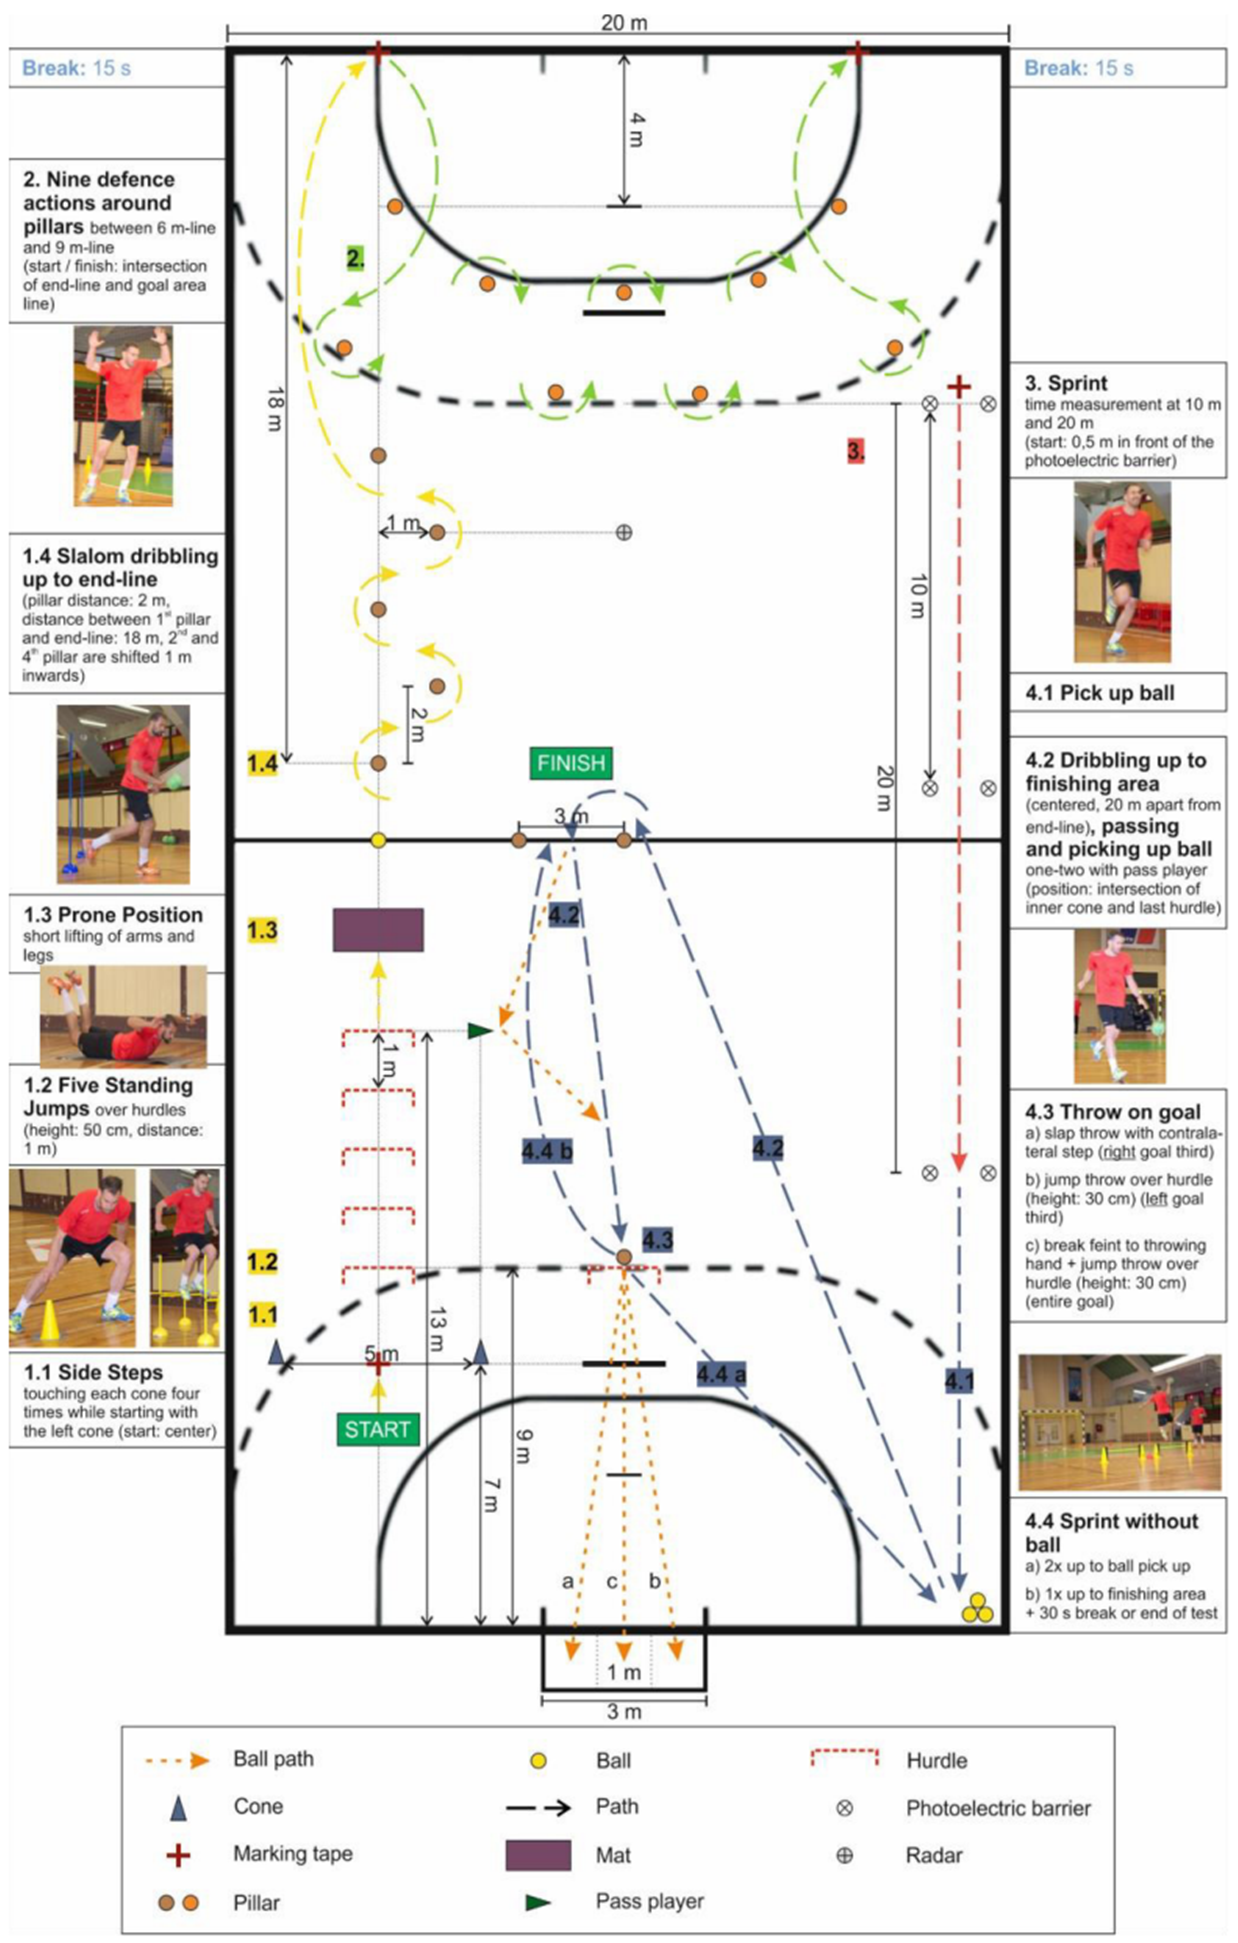 20 m
Break: 15 s
2. Nine defence
actions around
pillars between 6 m-line
and 9 m-line
(start / finish: intersection
of end-line and goal area
line)
1.4 Slalom dribbling
up to end-line
(pillar distance: 2 m,
distance between 1st pillar
and end-line: 18 m, 2nd and
4th pillar are shifted 1 m
inwards)
1.3 Prone Position
short lifting of arms and
legs
1.2 Five Standing
Jumps over hurdles
(height: 50 cm, distance:
1 m)
1.1 Side Steps
touching each cone four
times while starting with
the left cone (start: center)
4 m
2.
18 m
3.
1 m
10 m
2 m
1.4
FINISH
20 m
3 m
1.3
4.2
1 m
4.4 b
4.2
4.3
1.2
1.1
13 m
5 m
4.4 a
4.1
START
9 m
7 m
a
c
b
1 m
3 m
Break: 15 s
3. Sprint
time measurement at 10 m
and 20 m
(start: 0,5 m in front of the
photoelectric barrier)
4.1 Pick up ball
4.2 Dribbling up to
finishing area
(centered, 20 m apart from
end-line), passing
and picking up ball
one-two with pass player
(position: intersection of
inner cone and last hurdle)
4.3 Throw on goal
a) slap throw with contrala-
teral step (right goal third)
b) jump throw over hurdle
(height: 30 cm) (left goal
third)
c) break feint to throwing
hand + jump throw over
hurdle (height: 30 cm)
(entire goal)
4.4 Sprint without
ball
a) 2x up to ball pick up
b) 1x up to finishing area
+ 30 s break or end of test
Ball path
Ball
Hurdle
Cone
Path
Photoelectric barrier
Marking tape
Mat
Radar
Pillar
Pass player